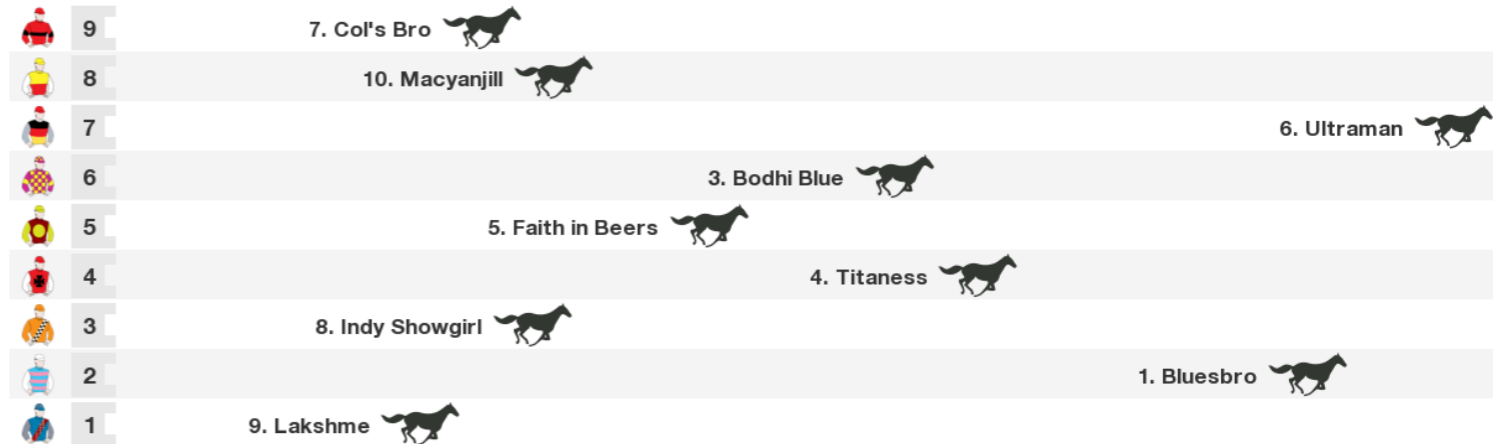 9 7. Col's Bro
8 10. Macyanjill
7 6. Ultraman
6 3. Bodhi Blue
5 5. Faith in Beers
4 4. Titaness
3 8. Indy Showgirl
2 1. Bluesbro
1 9. Lakshme